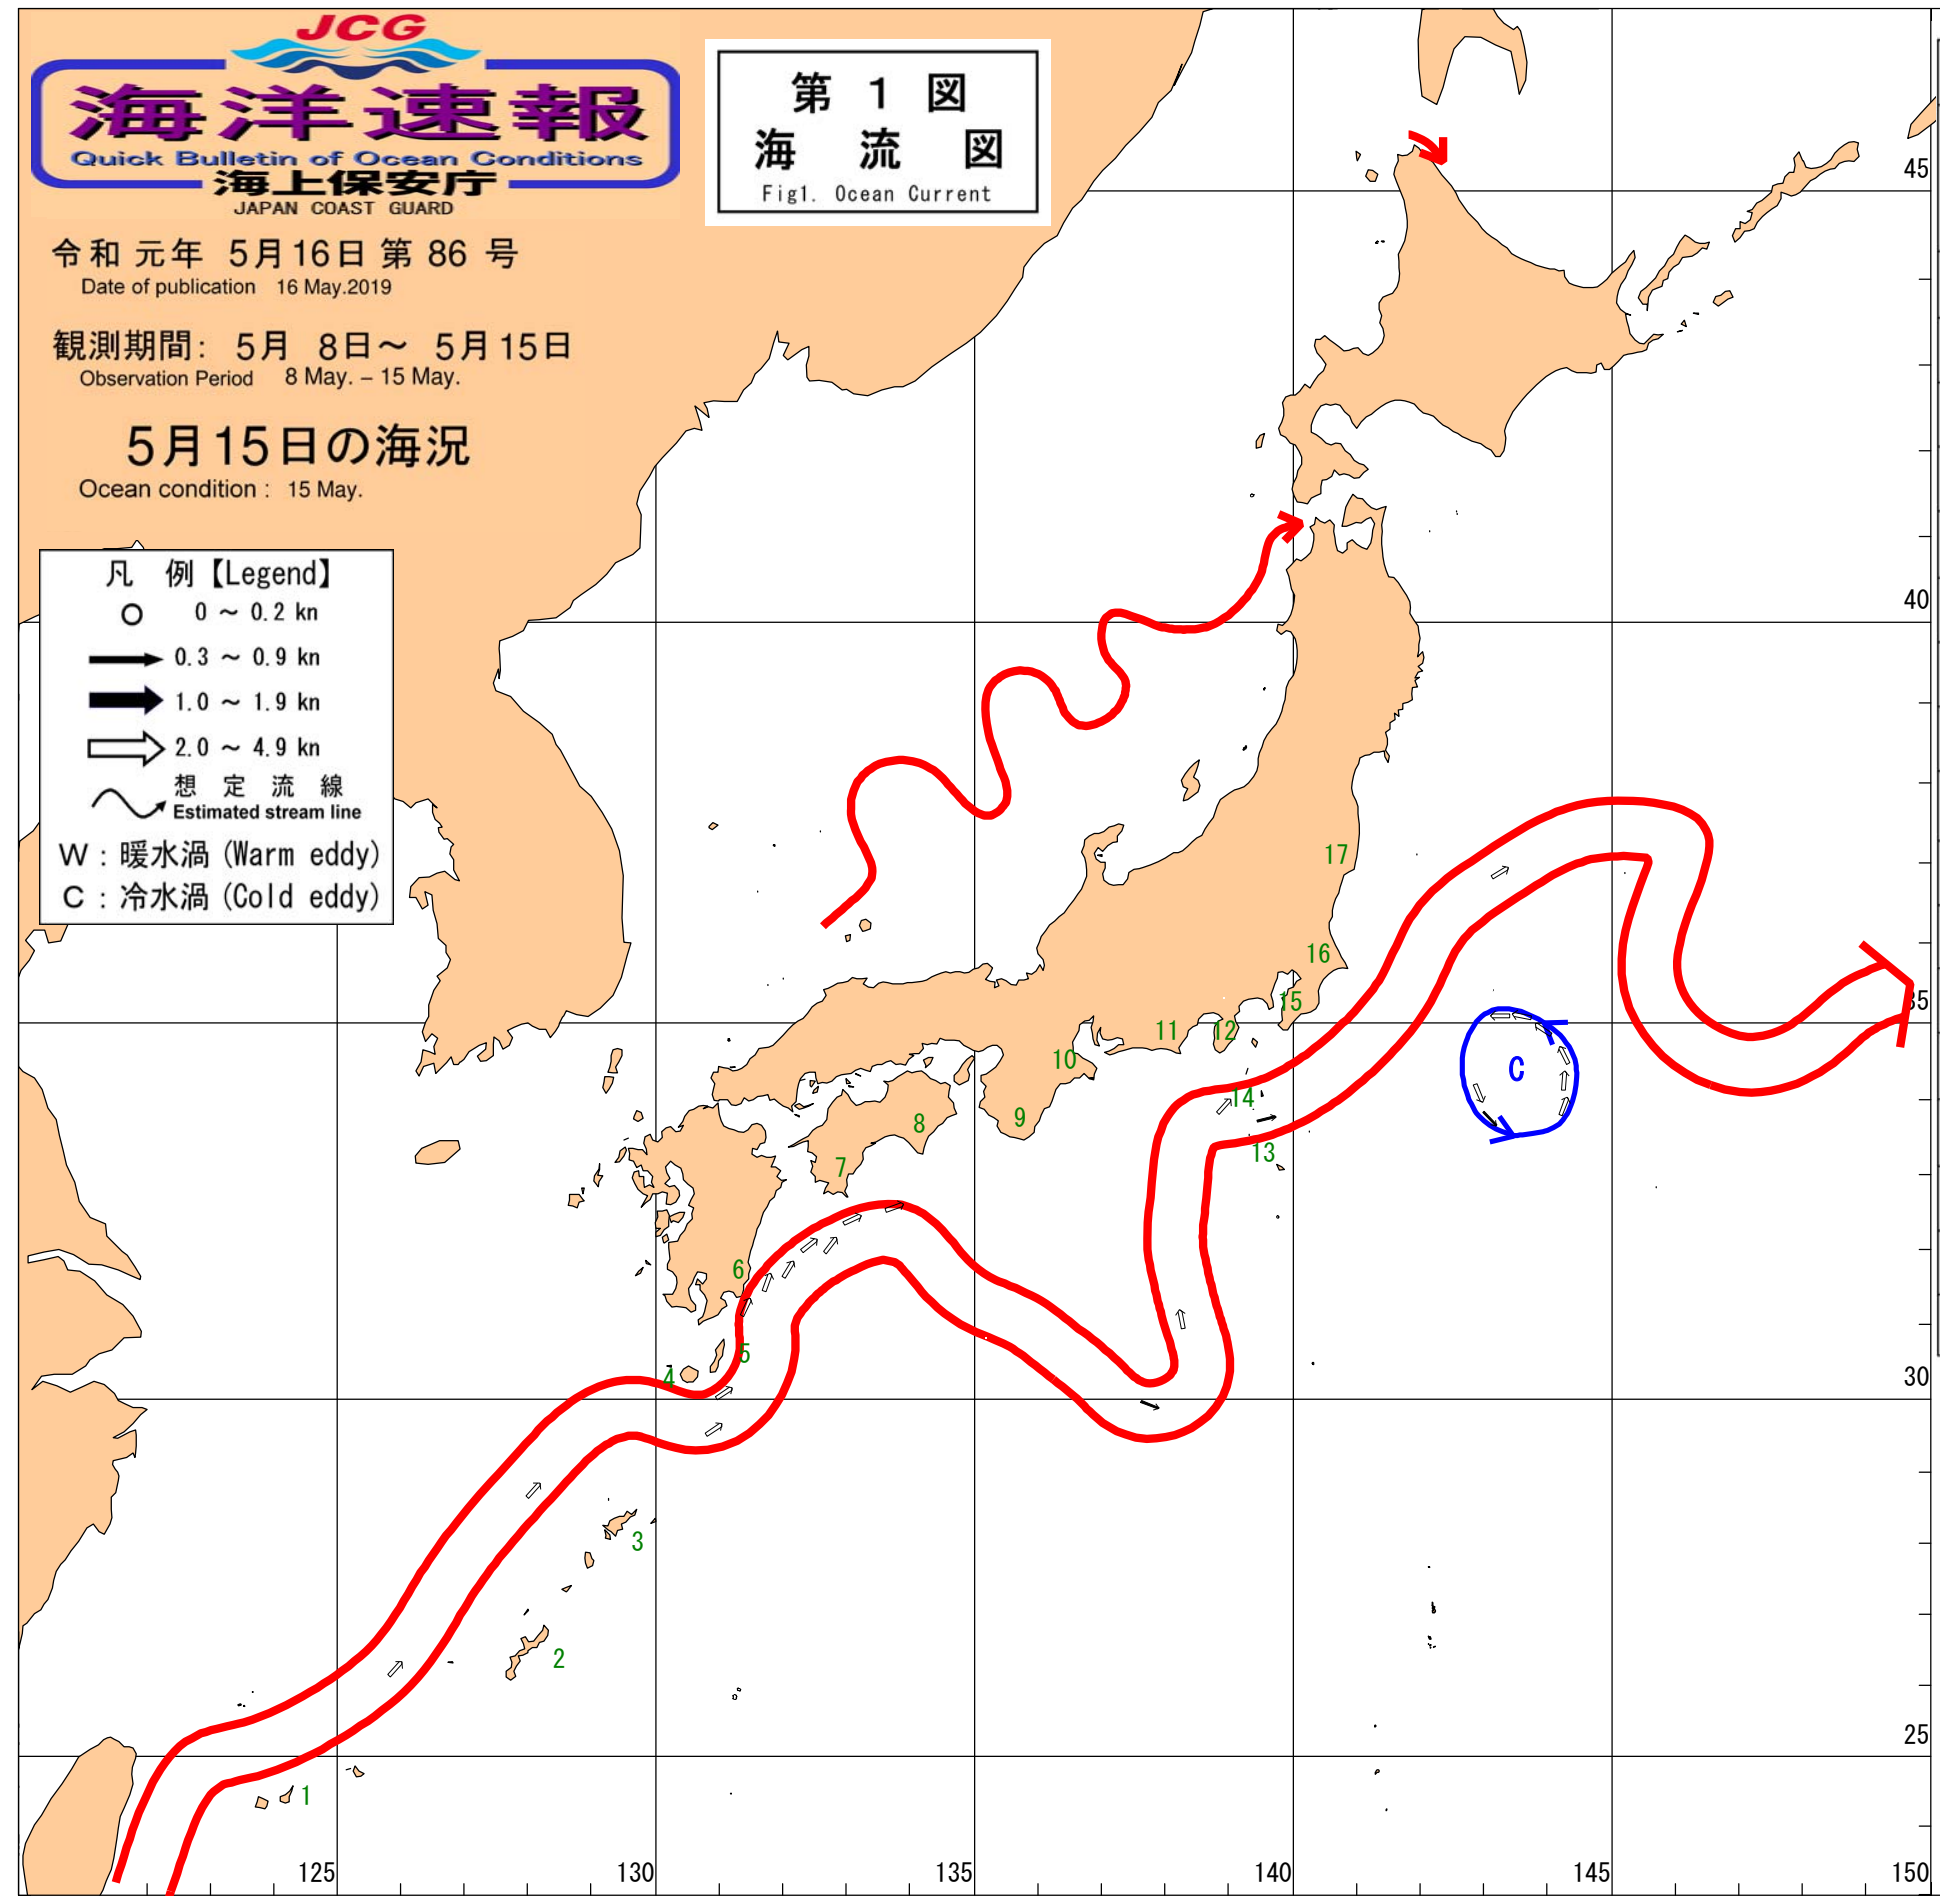 JCG
海洋速報
Quick Bulletin of Ocean Conditions
海上保安庁
JAPAN COAST GUARD
令和 元年 5月16日 第 86 号
Date of publication 16 May.2019
観測期間: 5月 8日～ 5月15日
Observation Period 8 May. – 15 May.
5月15日の海況
Ocean condition : 15 May.
第 1 図
海 流 図
Fig1. Ocean Current
凡 例【Legend】
0 ～ 0.2 kn
0.3 ～ 0.9 kn
1.0 ～ 1.9 kn
2.0 ～ 4.9 kn
想 定 流 線
Estimated stream line
W : 暖水渦 (Warm eddy)
C : 冷水渦 (Cold eddy)
45
40
17
16
35
15
12
11
10
C
14
9
8
13
7
6
5
4
30
3
2
25
1
125
130
135
140
145
150